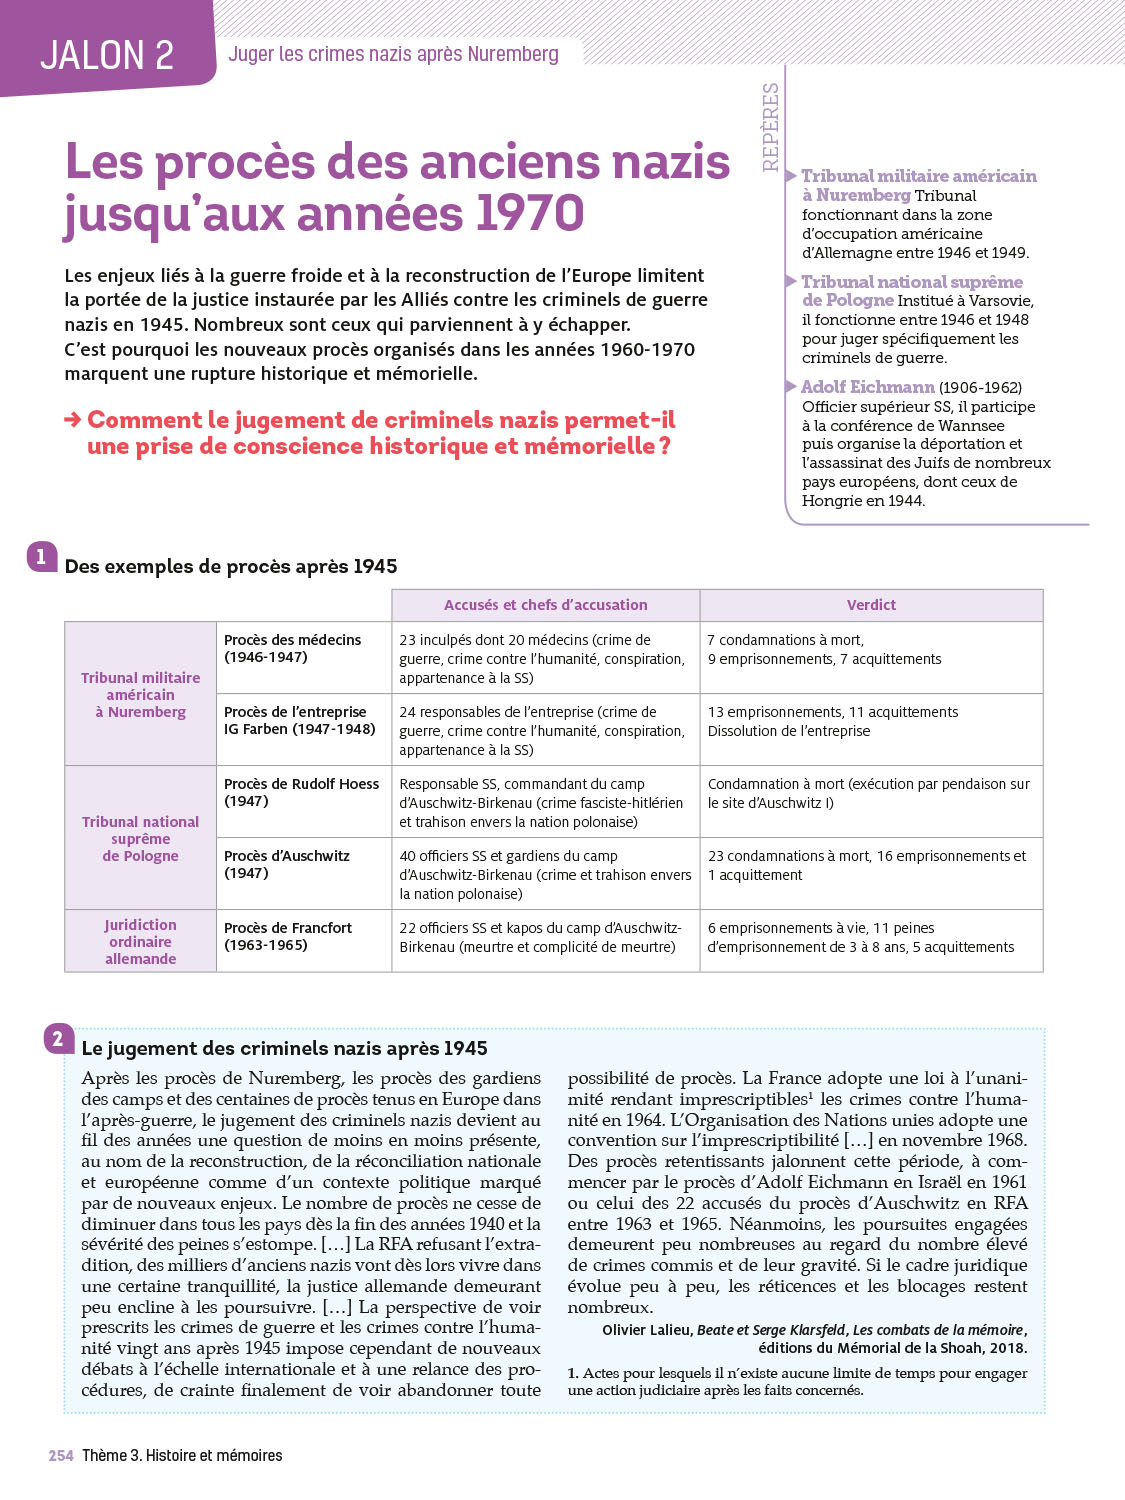 JALON 2
Juger les crimes nazis après Nuremberg
Les procès des anciens nazis
jusqu’aux années 1970
Les enjeux liés à la guerre froide et à la reconstruction de l’Europe limitent
la portée de la justice instaurée par les Alliés contre les criminels de guerre
nazis en 1945. Nombreux sont ceux qui parviennent à y échapper.
C’est pourquoi les nouveaux procès organisés dans les années 1960-1970
marquent une rupture historique et mémorielle.
→ Comment le jugement de criminels nazis permet-il
une prise de conscience historique et mémorielle ?
REPÈRES
Tribunal militaire américain
à Nuremberg Tribunal
fonctionnant dans la zone
d’occupation américaine
d’Allemagne entre 1946 et 1949.
Tribunal national suprême
de Pologne Institué à Varsovie,
il fonctionne entre 1946 et 1948
pour juger spécifiquement les
criminels de guerre.
Adolf Eichmann (1906-1962)
Officier supérieur SS, il participe
à la conférence de Wannsee
puis organise la déportation et
l’assassinat des Juifs de nombreux
pays européens, dont ceux de
Hongrie en 1944.
1
Des exemples de procès après 1945
Accusés et chefs d’accusation
Verdict
Tribunal militaire
américain
à Nuremberg
Procès des médecins
(1946-1947)
23 inculpés dont 20 médecins (crime de
guerre, crime contre l’humanité, conspiration,
appartenance à la SS)
7 condamnations à mort,
9 emprisonnements, 7 acquittements
Procès de l’entreprise
IG Farben (1947-1948)
24 responsables de l’entreprise (crime de
guerre, crime contre l’humanité, conspiration,
appartenance à la SS)
13 emprisonnements, 11 acquittements
Dissolution de l’entreprise
Tribunal national
suprême
de Pologne
Procès de Rudolf Hoess
(1947)
Responsable SS, commandant du camp
d’Auschwitz-Birkenau (crime fasciste-hitlérien
et trahison envers la nation polonaise)
Condamnation à mort (exécution par pendaison sur
le site d’Auschwitz I)
Procès d’Auschwitz
(1947)
40 officiers SS et gardiens du camp
d’Auschwitz-Birkenau (crime et trahison envers
la nation polonaise)
23 condamnations à mort, 16 emprisonnements et
1 acquittement
Juridiction
ordinaire
allemande
Procès de Francfort
(1963-1965)
22 officiers SS et kapos du camp d’Auschwitz-
Birkenau (meurtre et complicité de meurtre)
6 emprisonnements à vie, 11 peines
d’emprisonnement de 3 à 8 ans, 5 acquittements
2
Le jugement des criminels nazis après 1945
Après les procès de Nuremberg, les procès des gardiens
des camps et des centaines de procès tenus en Europe dans
l’après-guerre, le jugement des criminels nazis devient au
fil des années une question de moins en moins présente,
au nom de la reconstruction, de la réconciliation nationale
et européenne comme d’un contexte politique marqué
par de nouveaux enjeux. Le nombre de procès ne cesse de
diminuer dans tous les pays dès la fin des années 1940 et la
sévérité des peines s’estompe. […] La RFA refusant l’extra-
dition, des milliers d’anciens nazis vont dès lors vivre dans
une certaine tranquillité, la justice allemande demeurant
peu encline à les poursuivre. […] La perspective de voir
prescrits les crimes de guerre et les crimes contre l’huma-
nité vingt ans après 1945 impose cependant de nouveaux
débats à l’échelle internationale et à une relance des pro-
cédures, de crainte finalement de voir abandonner toute
possibilité de procès. La France adopte une loi à l’unani-
mité rendant imprescriptibles¹ les crimes contre l’huma-
nité en 1964. L’Organisation des Nations unies adopte une
convention sur l’imprescriptibilité […] en novembre 1968.
Des procès retentissants jalonnent cette période, à com-
mencer par le procès d’Adolf Eichmann en Israël en 1961
ou celui des 22 accusés du procès d’Auschwitz en RFA
entre 1963 et 1965. Néanmoins, les poursuites engagées
demeurent peu nombreuses au regard du nombre élevé
de crimes commis et de leur gravité. Si le cadre juridique
évolue peu à peu, les réticences et les blocages restent
nombreux.
Olivier Lalieu, Beate et Serge Klarsfeld, Les combats de la mémoire,
éditions du Mémorial de la Shoah, 2018.
1. Actes pour lesquels il n’existe aucune limite de temps pour engager
une action judiciaire après les faits concernés.
254 Thème 3. Histoire et mémoires